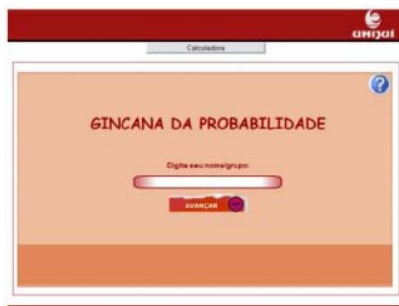 UNIJUÍ
Calculadora
GINCANA DA PROBABILIDADE
Digite seu nome/grupo:
AVANÇAR